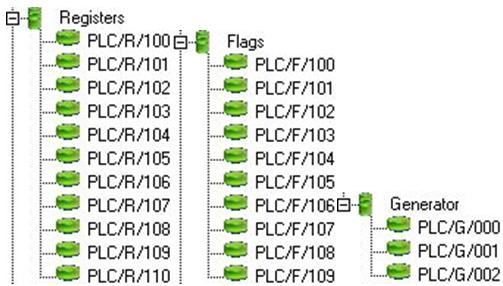 Registers
PLC/R/100
PLC/R/101
PLC/R/102
PLC/R/103
PLC/R/104
PLC/R/105
PLC/R/106
PLC/R/107
PLC/R/108
PLC/R/109
PLC/R/110
Flags
PLC/F/100
PLC/F/101
PLC/F/102
PLC/F/103
PLC/F/104
PLC/F/105
PLC/F/106
PLC/F/107
PLC/F/108
PLC/F/109
Generator
PLC/G/000
PLC/G/001
PLC/G/002